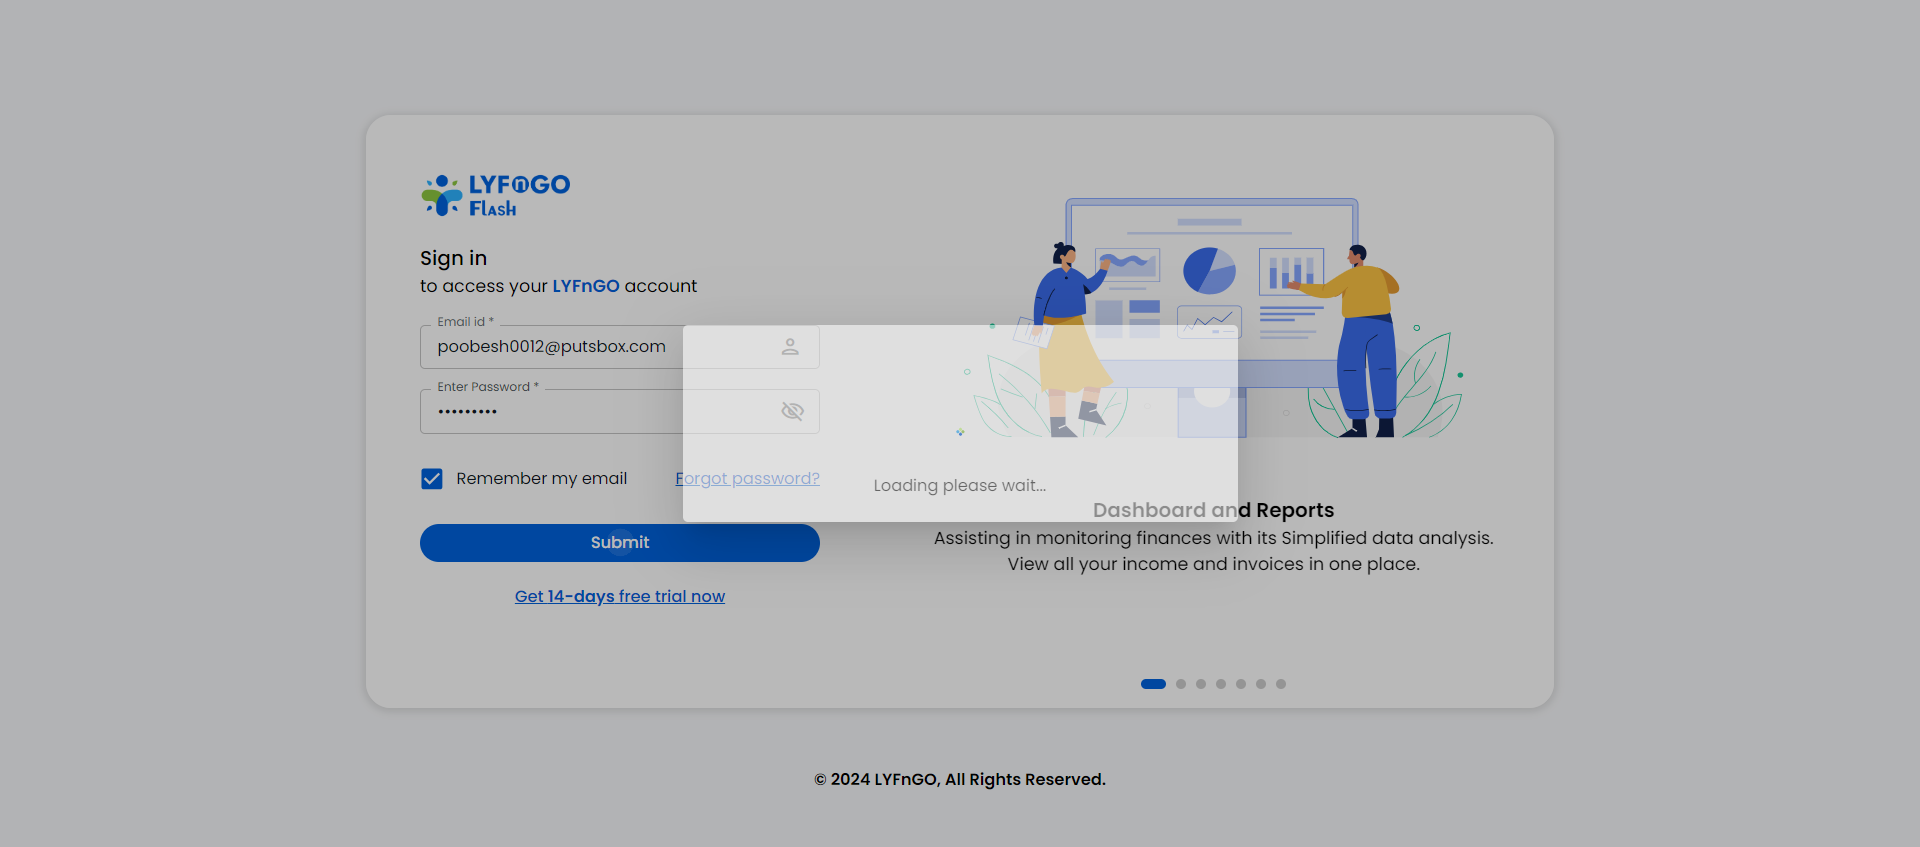 LYFnGO
Flash
Sign in
to access your LYFnGO account
Email id *
poobesh0012@putsbox.com
Enter Password *
•••••••••
Remember my email
Forgot password?
Submit
Get 14-days free trial now
Loading please wait...
Dashboard and Reports
Assisting in monitoring finances with its Simplified data analysis.
View all your income and invoices in one place.
© 2024 LYFnGO, All Rights Reserved.